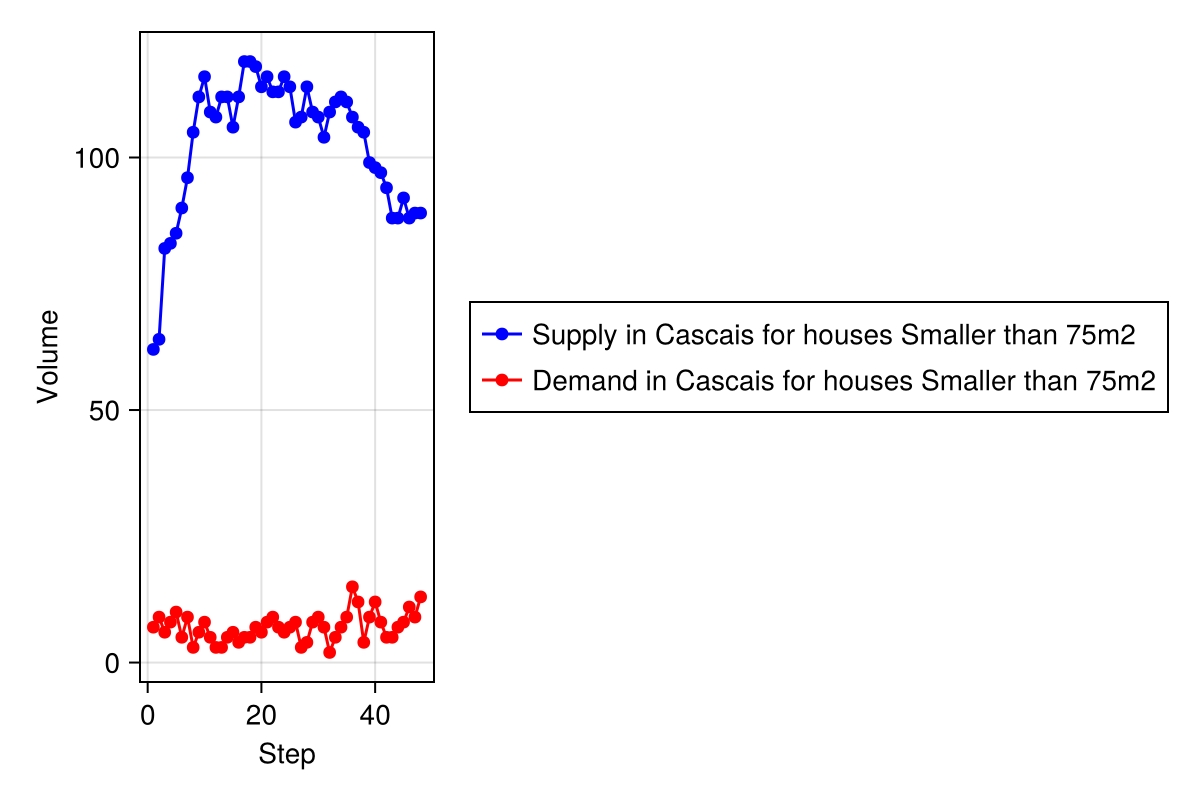 Volume
100
50
0
0 20 40
Step
Supply in Cascais for houses Smaller than 75m2
Demand in Cascais for houses Smaller than 75m2